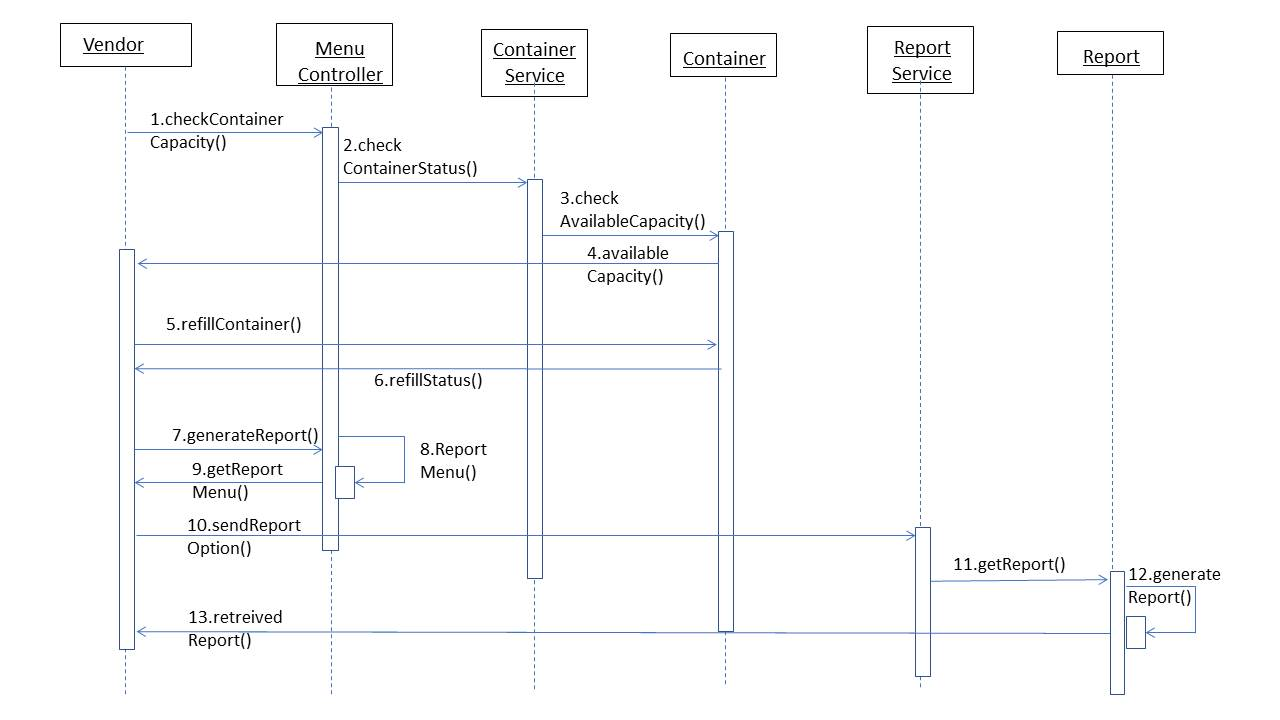 Vendor
Menu
Controller
Container
Service
Container
Report
Service
Report
1.checkContainer
Capacity()
2.check
ContainerStatus()
3.check
AvailableCapacity()
4.available
Capacity()
5.refillContainer()
6.refillStatus()
7.generateReport()
8.Report
Menu()
9.getReport
Menu()
10.sendReport
Option()
11.getReport()
12.generate
Report()
13.retreived
Report()